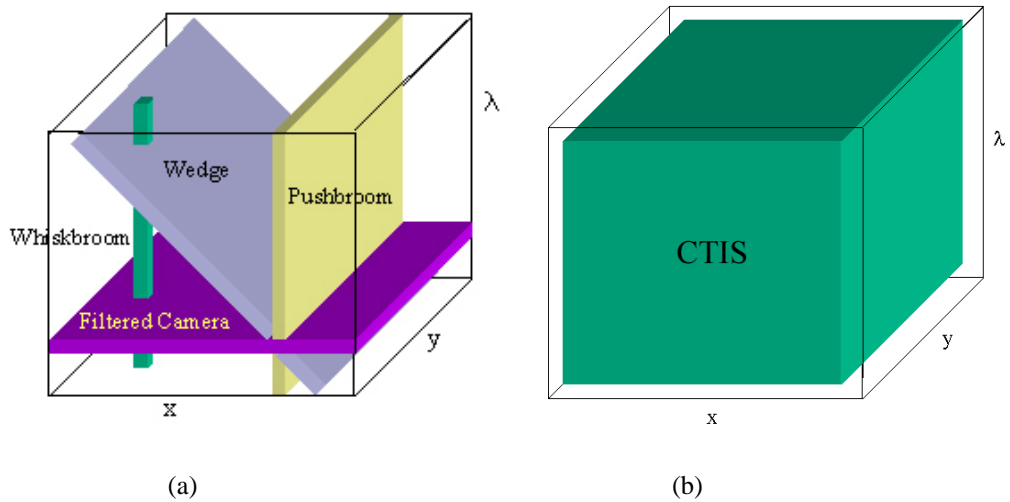 λ
Wedge
Pushbroom
Whiskbroom
Filtered Camera
y
x
(a)
λ
CTIS
y
x
(b)